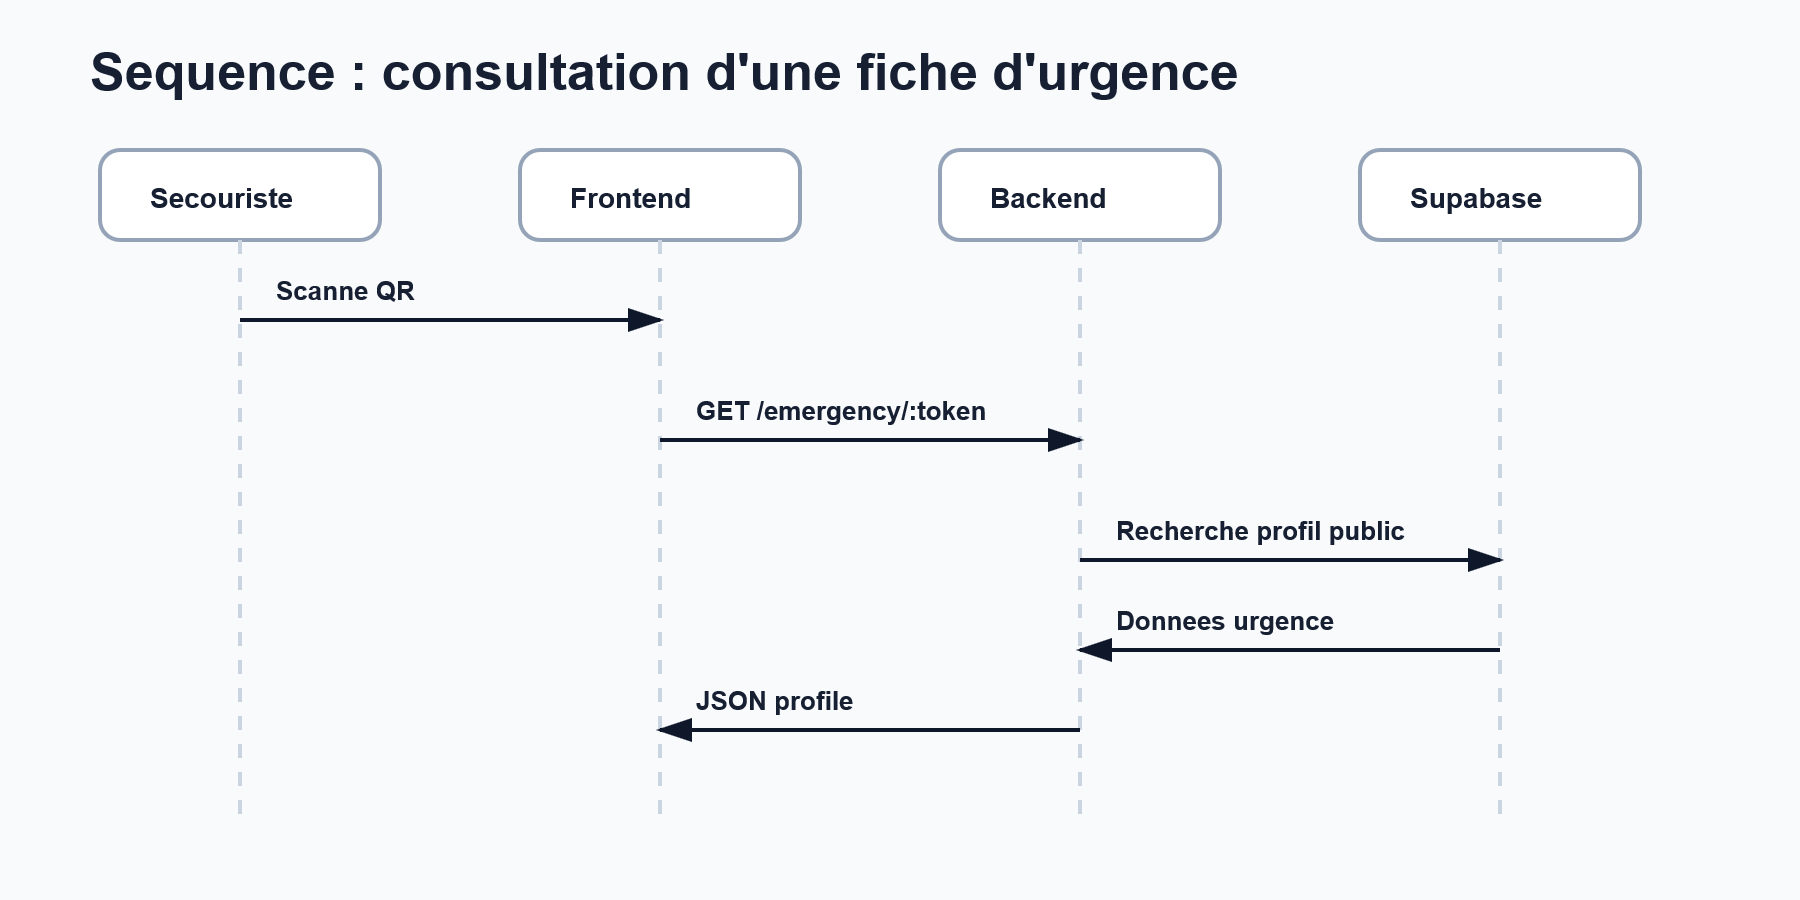 Sequence : consultation d'une fiche d'urgence
Secouriste
Frontend
Backend
Supabase
Scanne QR
GET /emergency/:token
Recherche profil public
Donnees urgence
JSON profile